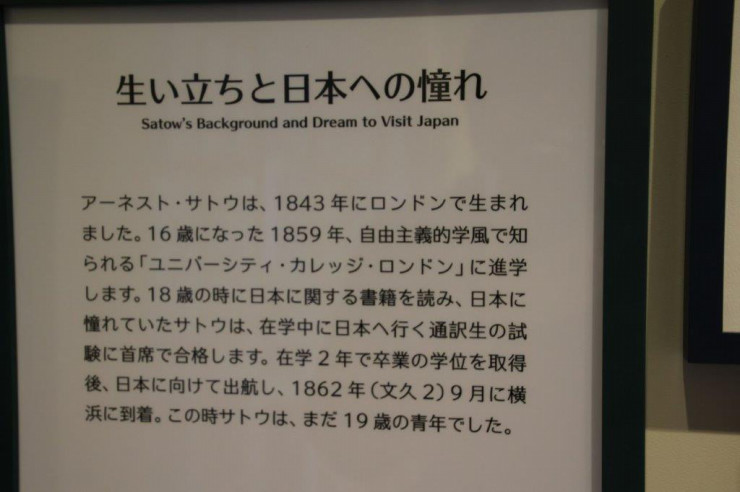 生い立ちと日本への憧れ
Satow's Background and Dream to Visit Japan
アーネスト・サトウは、1843年にロンドンで生まれ
ました。16歳になった1859年、自由主義的学風で知
られる「ユニバーシティ・カレッジ・ロンドン」に進学
します。18歳の時に日本に関する書籍を読み、日本に
憧れていたサトウは、在学中に日本へ行く通訳生の試
験に首席で合格します。在学2年で卒業の学位を取得
後、日本に向けて出航し、1862年(文久2)9月に横
浜に到着。この時サトウは、まだ19歳の青年でした。